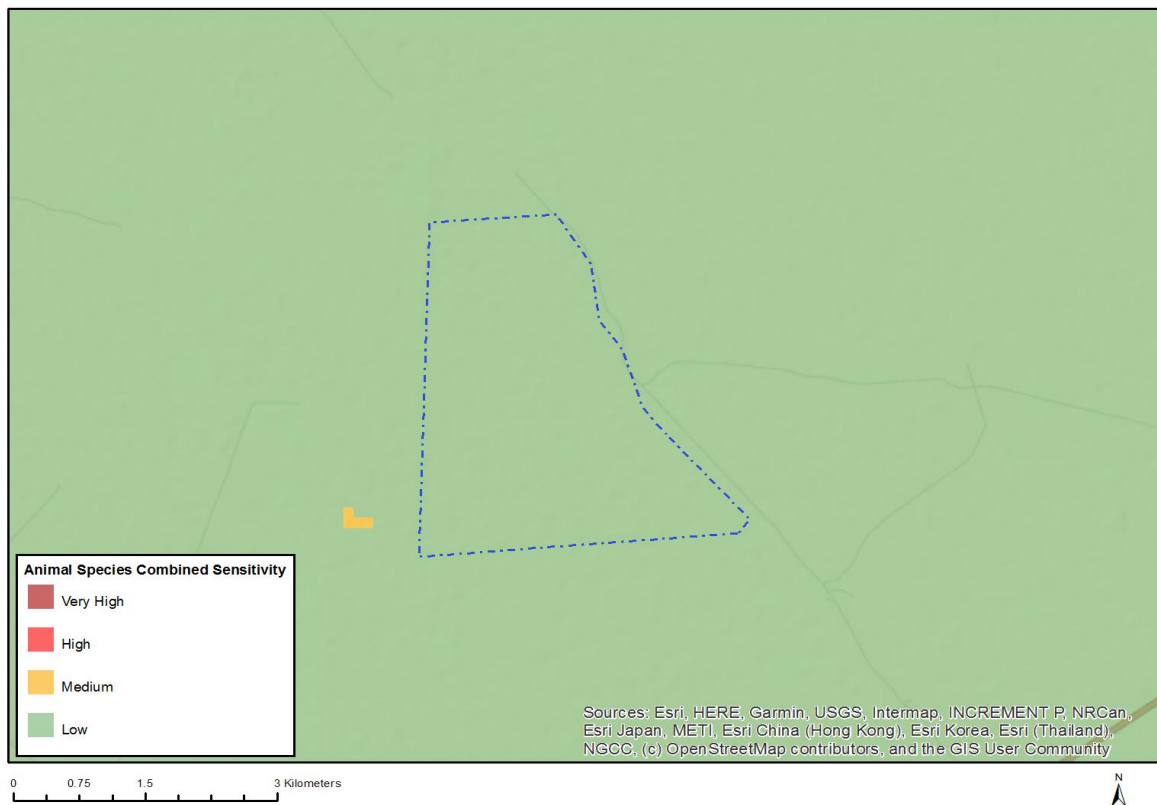 Animal Species Combined Sensitivity
Very High
High
Medium
Low
Sources: Esri, HERE, Garmin, USGS, Intermap, INCREMENT P, NRCan,
Esri Japan, METI, Esri China (Hong Kong), Esri Korea, Esri (Thailand),
NGCC, (c) OpenStreetMap contributors, and the GIS User Community
0 0.75 1.5 3 Kilometers
N